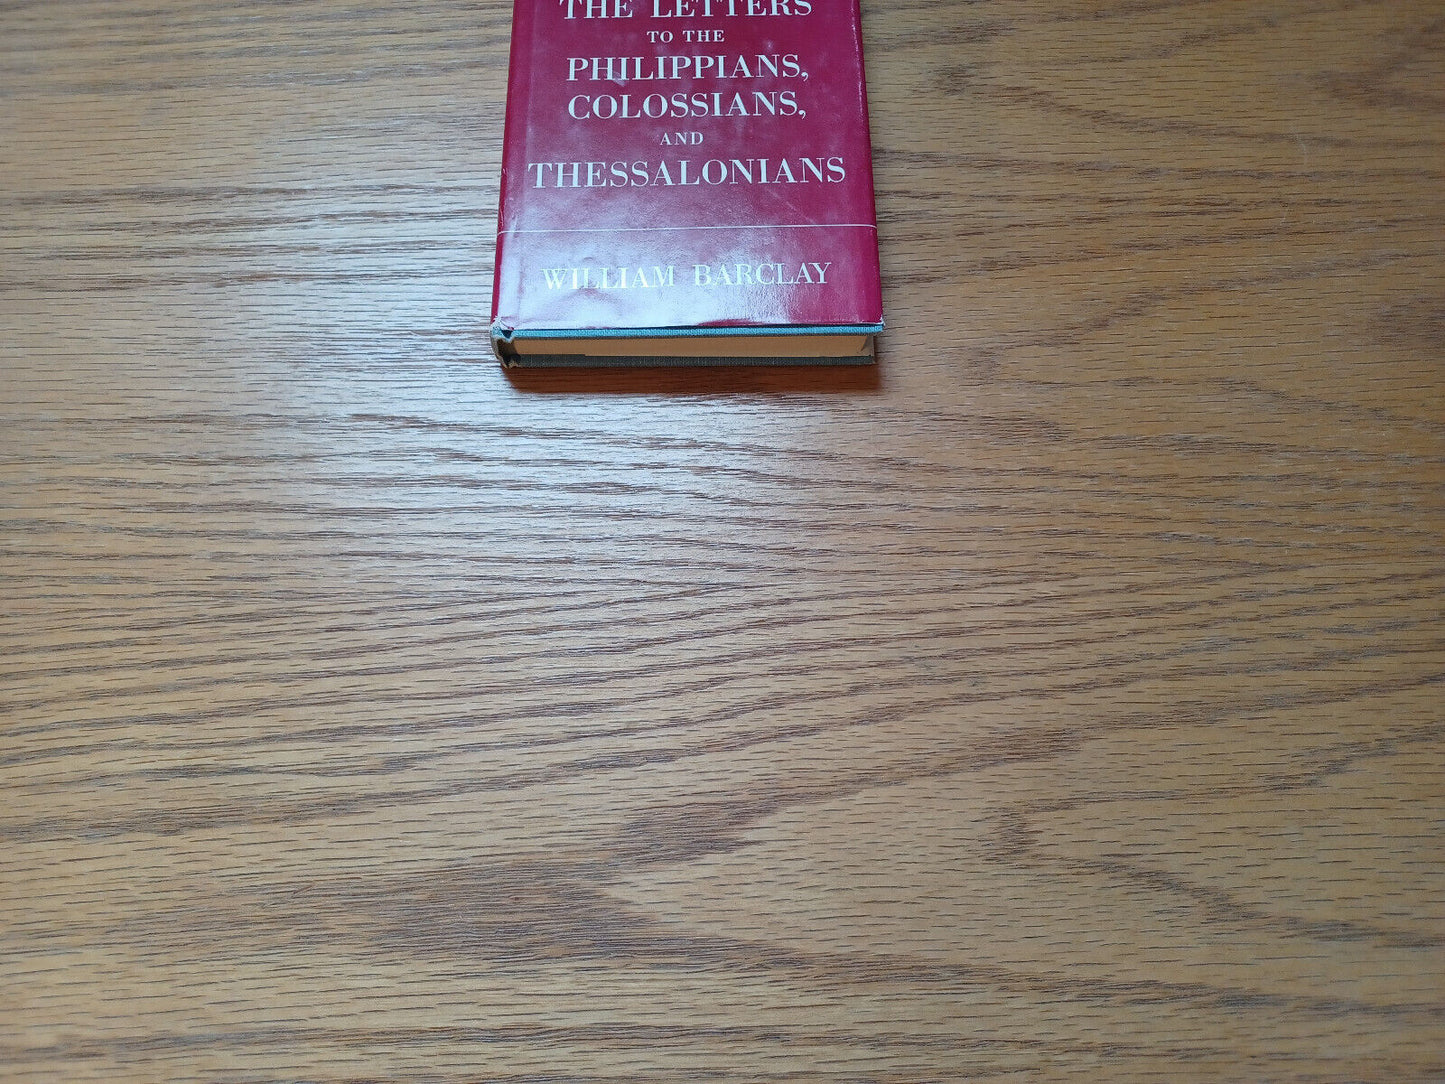 THE LETTERS
TO THE
PHILIPPIANS,
COLOSSIANS,
AND
THESSALONIANS
WILLIAM BARCLAY